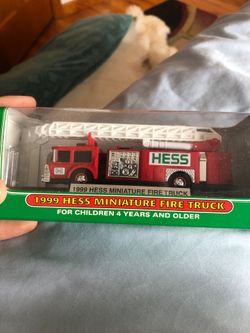 HESS
1999 HESS MINIATURE FIRE TRUCK
1999 HESS MINIATURE FIRE TRUCK
FOR CHILDREN 4 YEARS AND OLDER